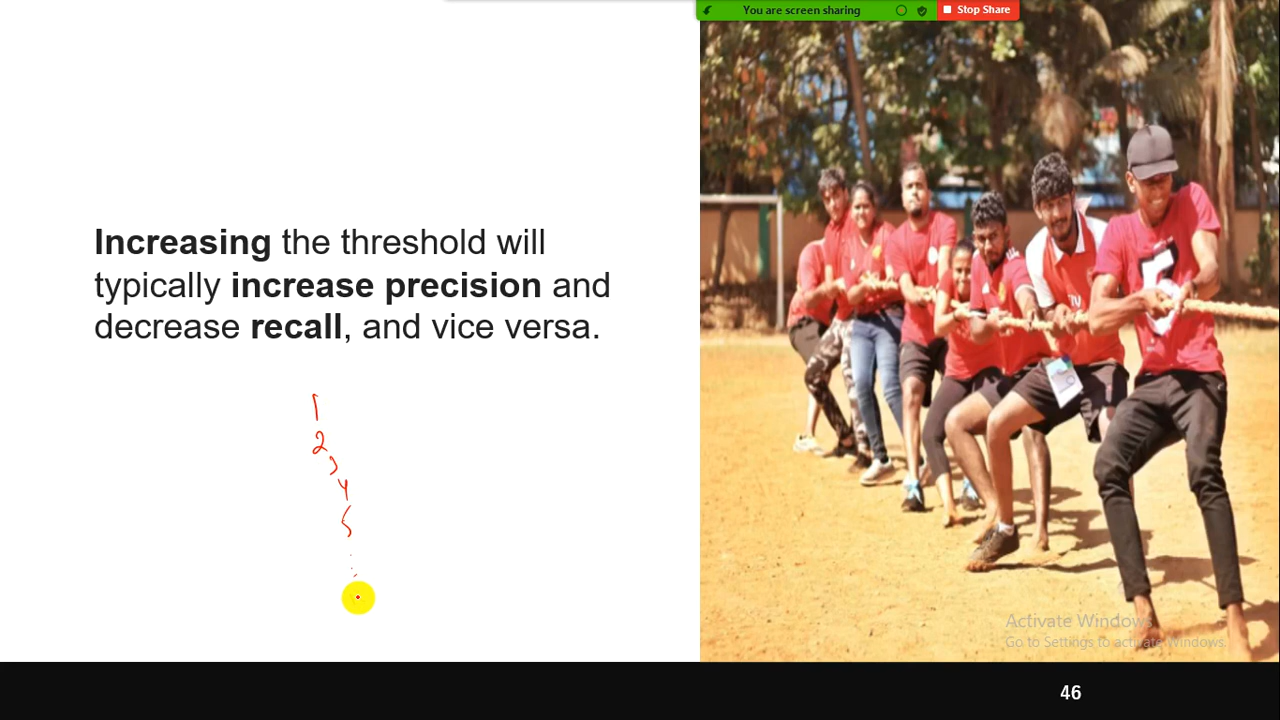 You are screen sharing
Stop Share
Increasing the threshold will
typically increase precision and
decrease recall, and vice versa.
1
2
3
4
5
Activate Windows
Go to Settings to activate Windows.
46